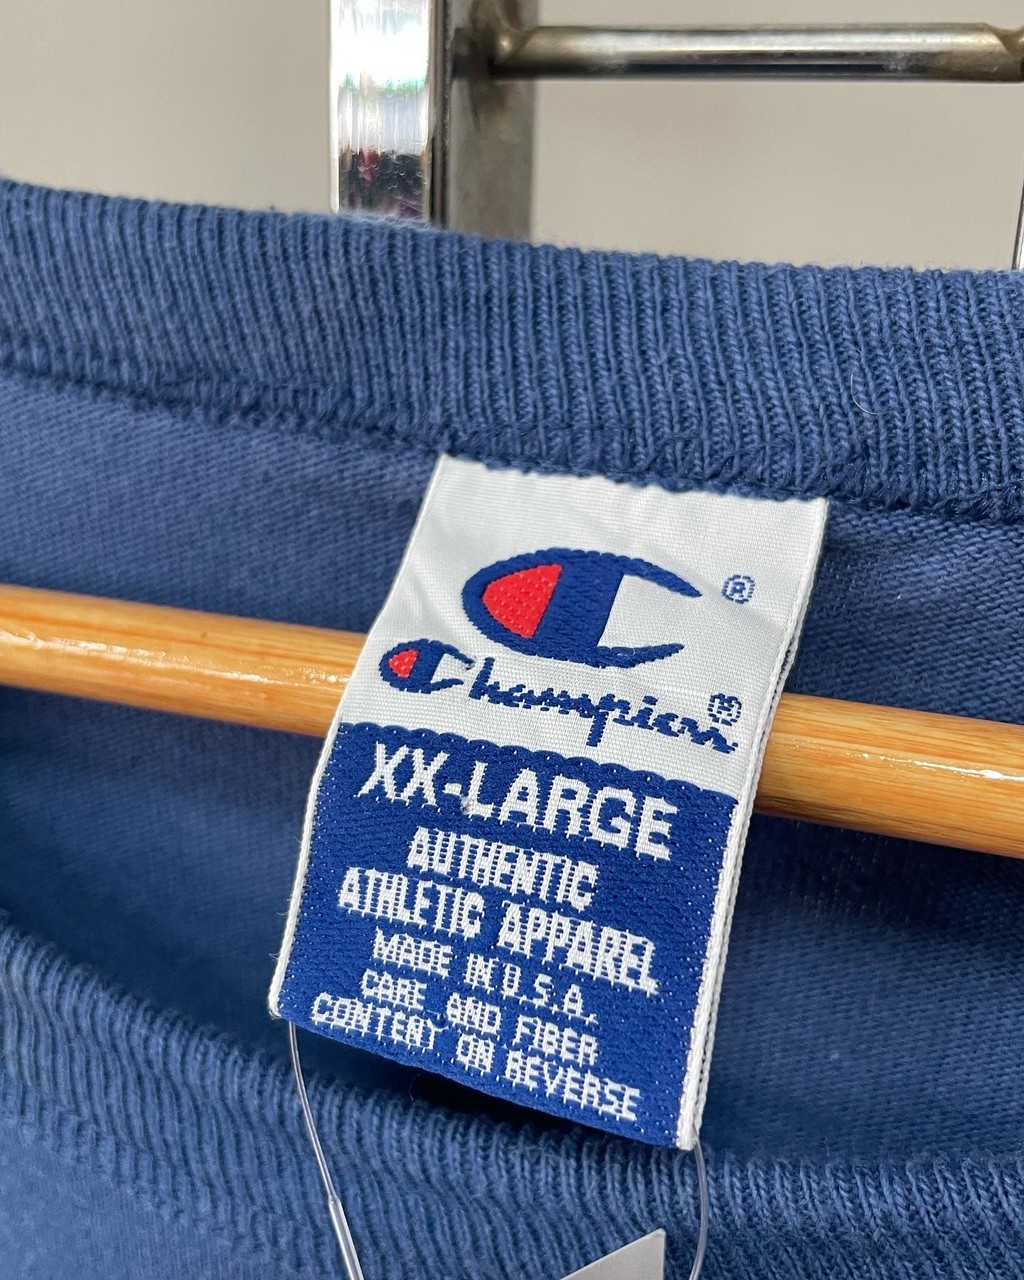 ®
Champion®
XX-LARGE
AUTHENTIC
ATHLETIC APPAREL
MADE IN U.S.A.
CARE AND FIBER
CONTENT ON REVERSE